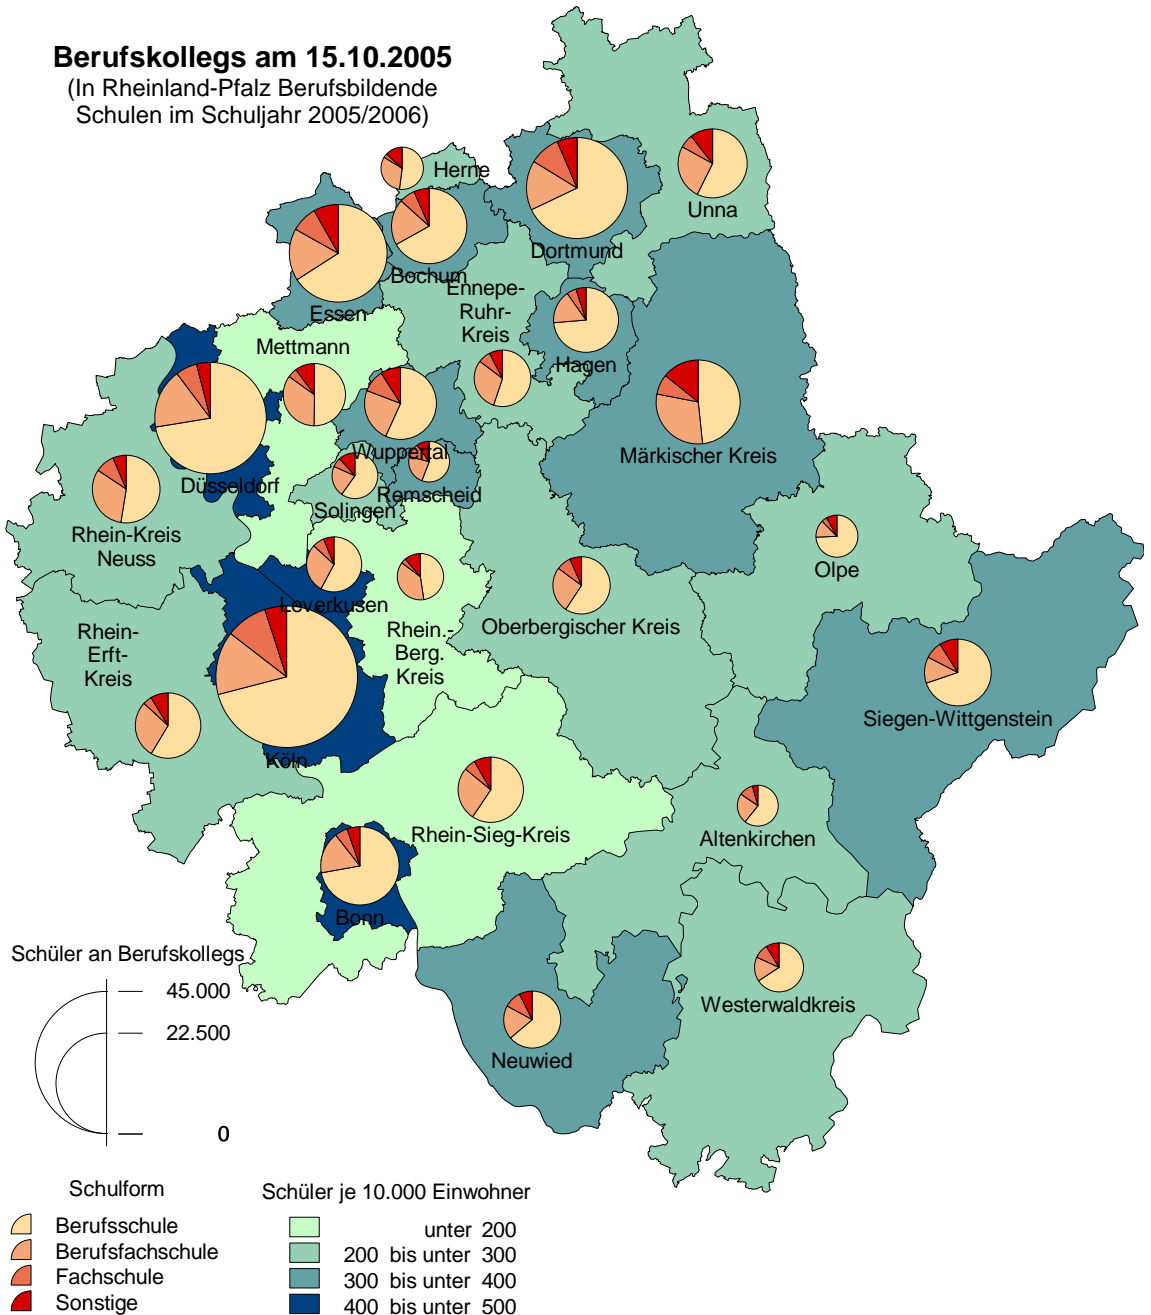 Berufskollegs am 15.10.2005
(In Rheinland-Pfalz Berufsbildende
Schulen im Schuljahr 2005/2006)
Herne
Unna
Dortmund
Bochum
Ennepe-
Ruhr-
Kreis
Essen
Mettmann
Hagen
Märkischer Kreis
Wuppertal
Düsseldorf
Remscheid
Solingen
Rhein-Kreis
Neuss
Olpe
Leverkusen
Oberbergischer Kreis
Rhein-
Erft-
Kreis
Rhein.-
Berg.
Kreis
Siegen-Wittgenstein
Köln
Rhein-Sieg-Kreis
Altenkirchen
Bonn
Westerwaldkreis
Neuwied
Schüler an Berufskollegs
45.000
22.500
0
Schulform
Berufsschule
Berufsfachschule
Fachschule
Sonstige
Schüler je 10.000 Einwohner
unter 200
200 bis unter 300
300 bis unter 400
400 bis unter 500